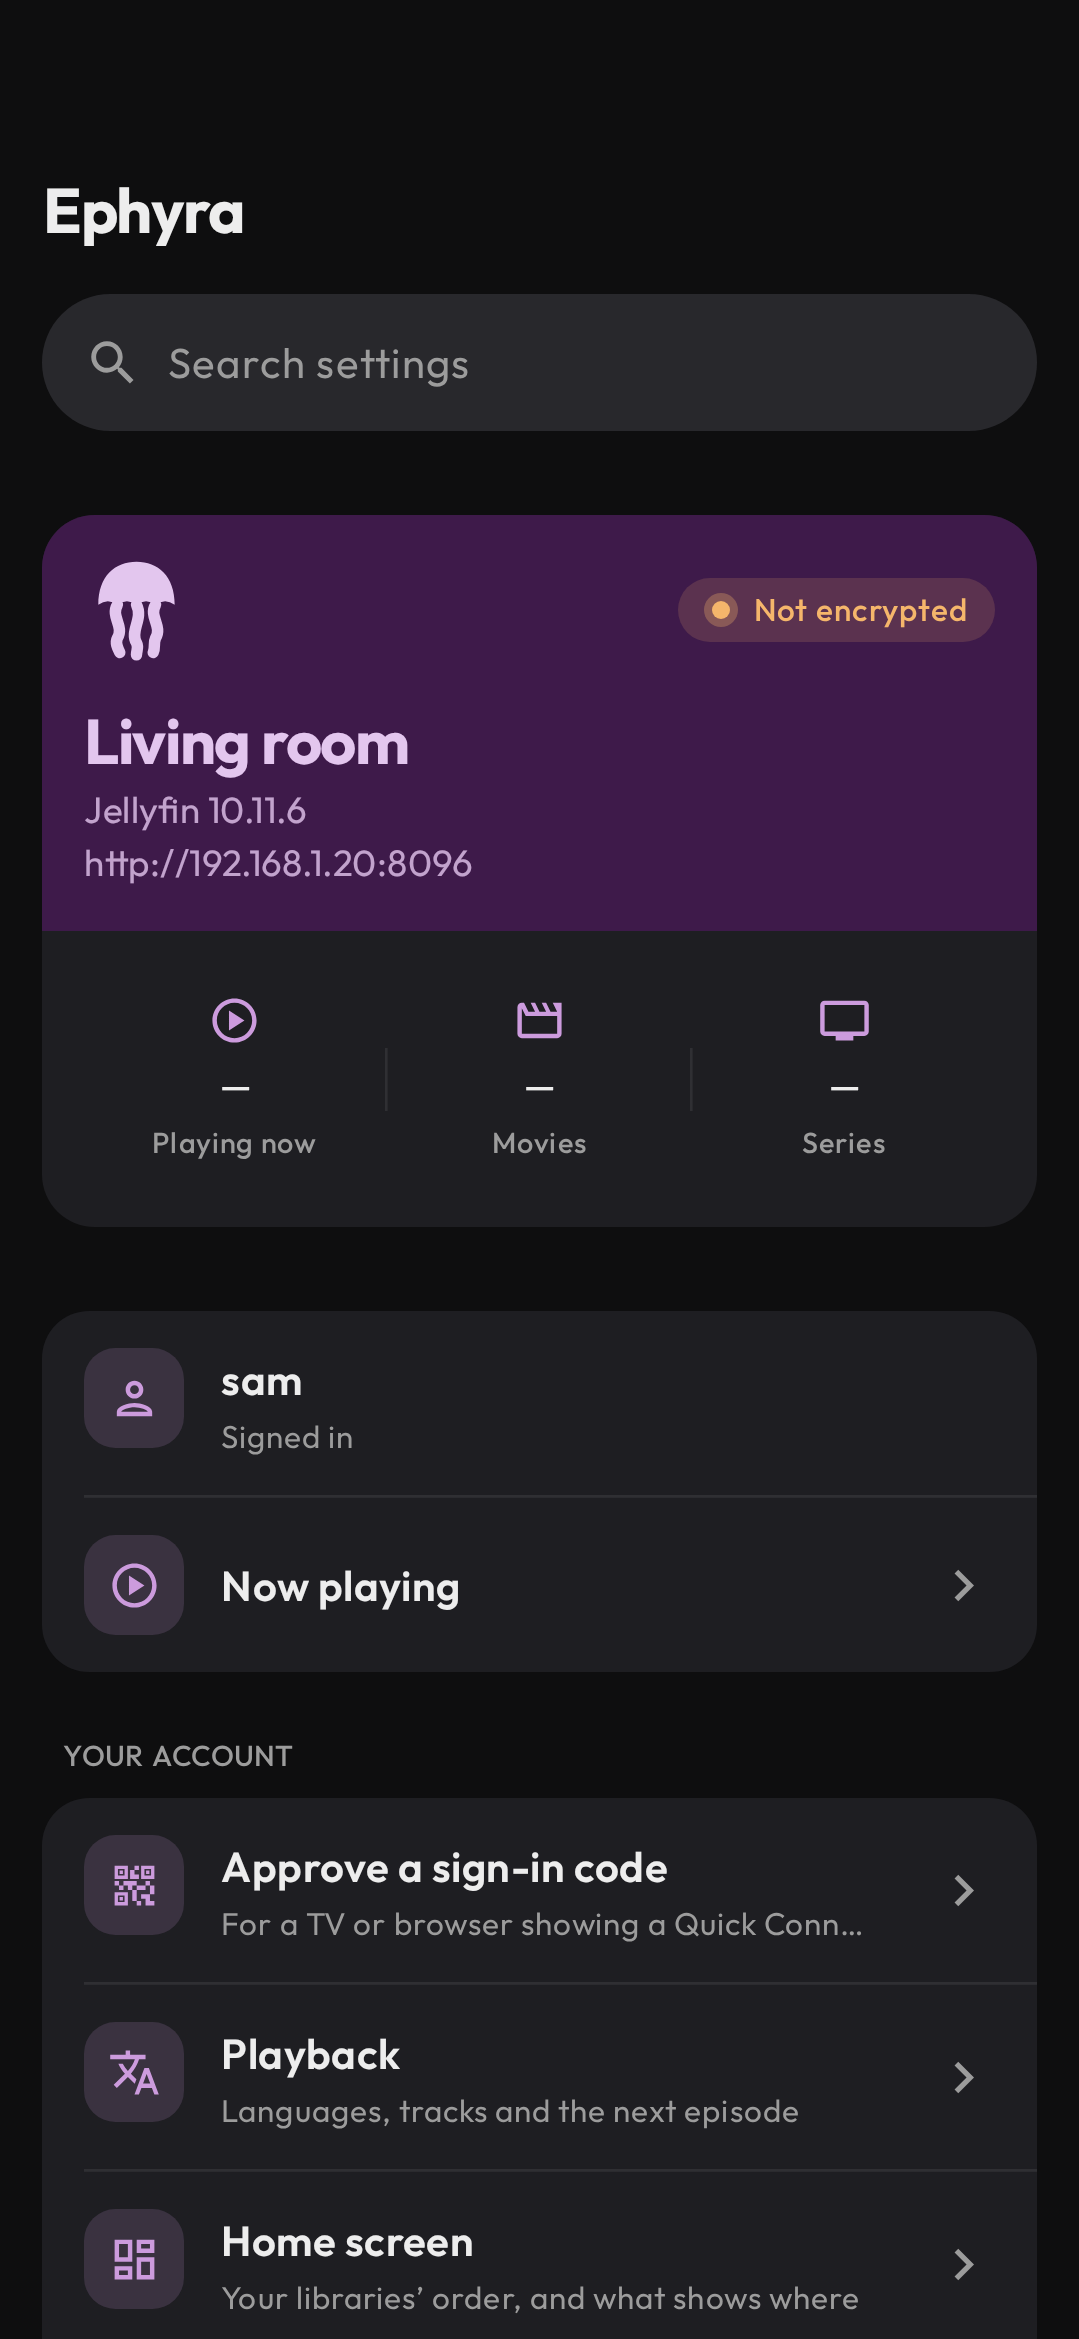 Ephyra
Search settings
Not encrypted
Living room
Jellyfin 10.11.6
http://192.168.1.20:8096
— — —
Playing now Movies Series
sam
Signed in
Now playing
YOUR ACCOUNT
Approve a sign-in code
For a TV or browser showing a Quick Conn...
Playback
Languages, tracks and the next episode
Home screen
Your libraries’ order, and what shows where